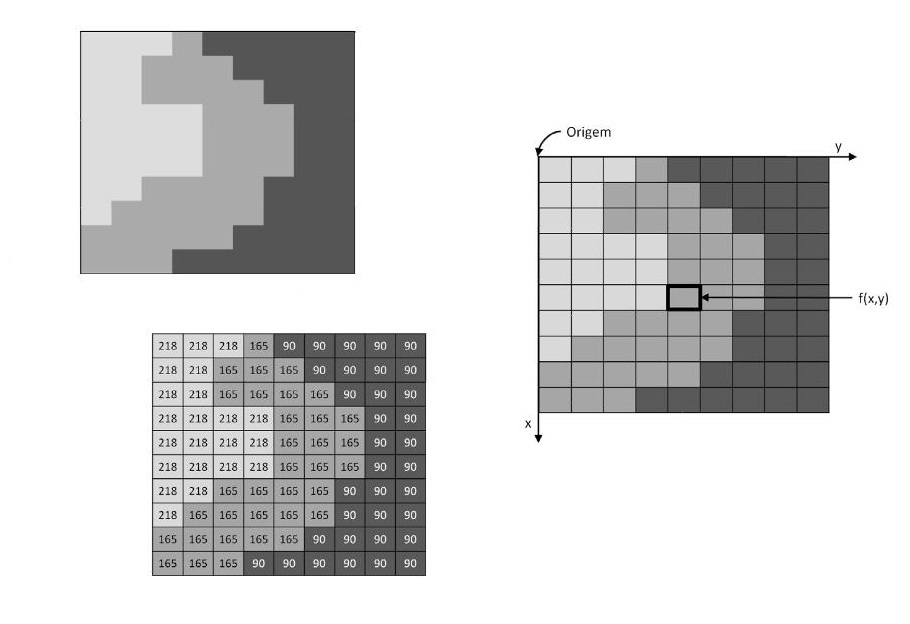 Origem
y
f(x,y)
x
218 218 218 165 90 90 90 90 90
218 218 165 165 165 90 90 90 90
218 218 165 165 165 165 90 90 90
218 218 218 218 165 165 165 90 90
218 218 218 218 165 165 165 90 90
218 218 218 218 165 165 165 90 90
218 218 165 165 165 165 90 90 90
218 165 165 165 165 165 90 90 90
165 165 165 165 165 90 90 90 90
165 165 165 90 90 90 90 90 90